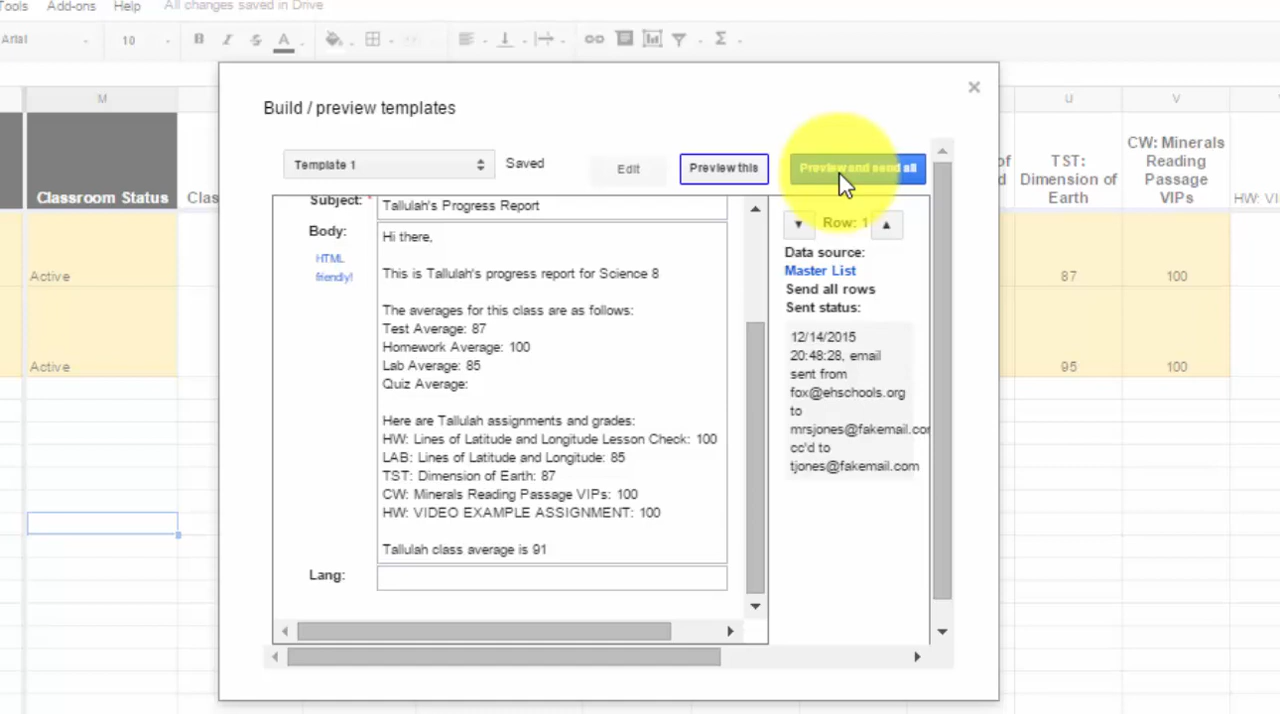 Tools Add-ons Help All changes saved in Drive
Arial 10 B I S A Σ
M U V
Build / preview templates
Template 1 Saved Edit Preview this Preview and send all
Classroom Status
Clas
of
d
TST:
Dimension of
Earth
CW: Minerals
Reading
Passage
VIPs
HW: VI
Subject: * Tallulah's Progress Report
Body:
HTML
friendly!
Hi there,
This is Tallulah's progress report for Science 8
The averages for this class are as follows:
Test Average: 87
Homework Average: 100
Lab Average: 85
Quiz Average:
Here are Tallulah assignments and grades:
HW: Lines of Latitude and Longitude Lesson Check: 100
LAB: Lines of Latitude and Longitude: 85
TST: Dimension of Earth: 87
CW: Minerals Reading Passage VIPs: 100
HW: VIDEO EXAMPLE ASSIGNMENT: 100
Tallulah class average is 91
Lang:
Row: 1
Data source:
Master List
Send all rows
Sent status:
12/14/2015
20:48:28, email
sent from
fox@ehschools.org
to
mrsjones@fakemail.com
cc'd to
tjones@fakemail.com
Active 87 100
Active 95 100